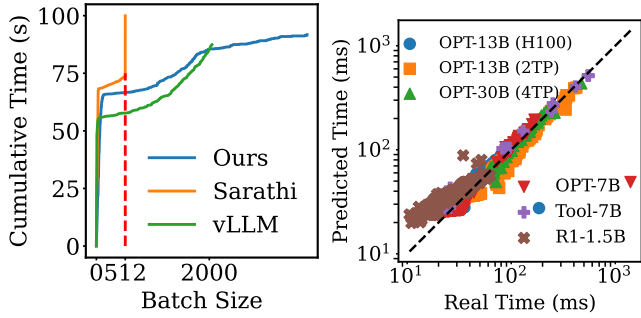 Cumulative Time (s)
100
75
50
25
0
Ours
Sarathi
vLLM
0 512 2000
Batch Size
Predicted Time (ms)
10³
10²
10¹
OPT-13B (H100)
OPT-13B (2TP)
OPT-30B (4TP)
OPT-7B
Tool-7B
R1-1.5B
10¹ 10² 10³
Real Time (ms)